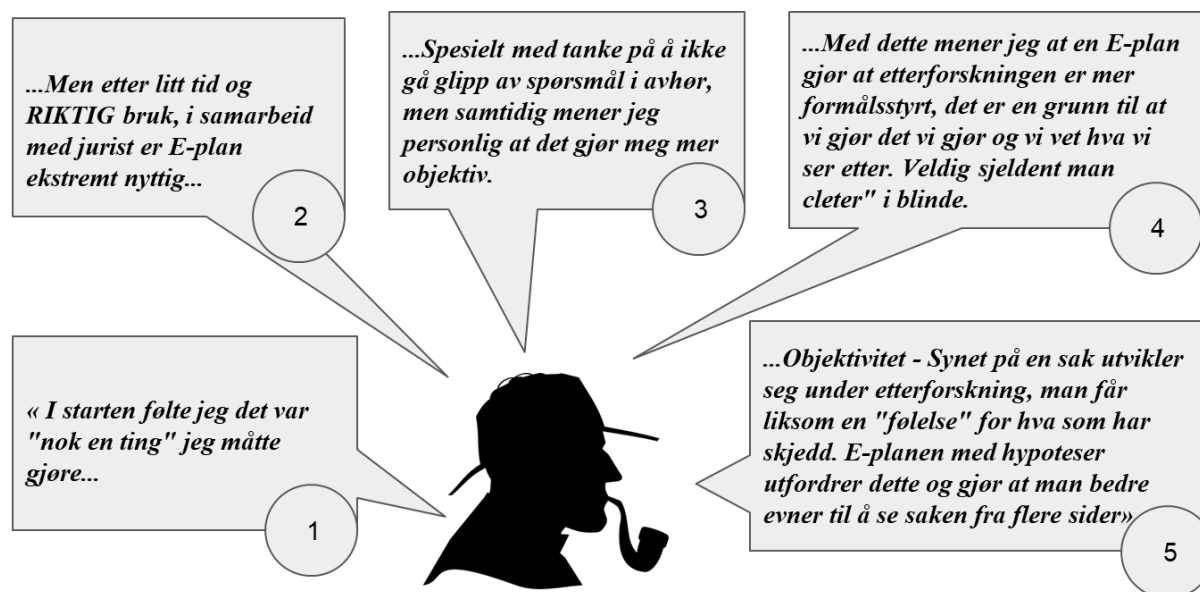 « I starten følte jeg det var
"nok en ting" jeg måtte
gjøre...
1
...Men etter litt tid og
RIKTIG bruk, i samarbeid
med jurist er E-plan
ekstremt nyttig...
2
...Spesielt med tanke på å ikke
gå glipp av spørsmål i avhør,
men samtidig mener jeg
personlig at det gjør meg mer
objektiv.
3
...Med dette mener jeg at en E-plan
gjør at etterforskningen er mer
formålsstyrt, det er en grunn til at
vi gjør det vi gjør og vi vet hva vi
ser etter. Veldig sjeldent man
cleter" i blinde.
4
...Objektivitet - Synet på en sak utvikler
seg under etterforskning, man får
liksom en "følelse" for hva som har
skjedd. E-planen med hypoteser
utfordrer dette og gjør at man bedre
evner til å se saken fra flere sider»
5